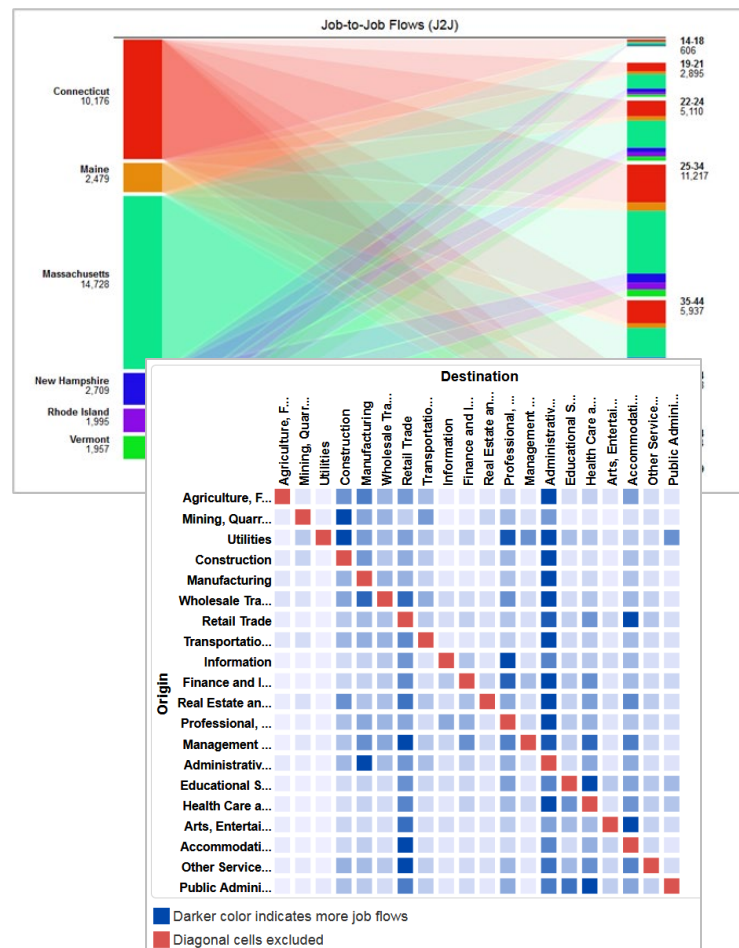 Job-to-Job Flows (J2J)
Connecticut
10,176
Maine
2,479
Massachusetts
14,728
New Hampshire
2,709
Rhode Island
1,995
Vermont
1,957
14-18
606
19-21
2,895
22-24
5,110
25-34
11,217
35-44
5,937
Destination
Agriculture, F...
Mining, Quarr...
Utilities
Construction
Manufacturing
Wholesale Tra...
Retail Trade
Transportatio...
Information
Finance and I...
Real Estate an...
Professional, ...
Management ...
Administrativ...
Educational S...
Health Care a...
Arts, Entertai...
Accommodati...
Other Service...
Public Admini...
Origin
Agriculture, F...
Mining, Quarr...
Utilities
Construction
Manufacturing
Wholesale Tra...
Retail Trade
Transportatio...
Information
Finance and I...
Real Estate an...
Professional, ...
Management ...
Administrativ...
Educational S...
Health Care a...
Arts, Entertai...
Accommodati...
Other Service...
Public Admini...
Darker color indicates more job flows
Diagonal cells excluded